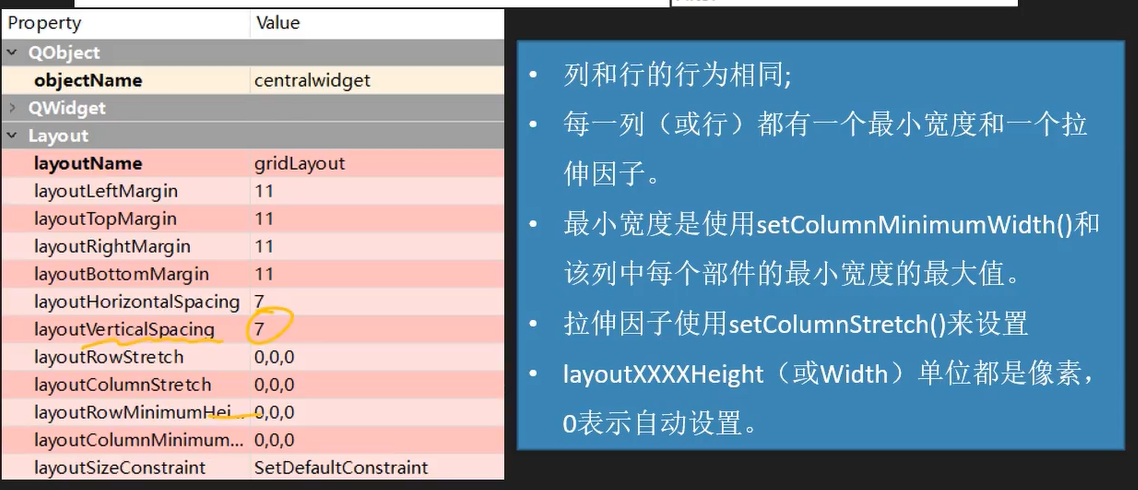 Property Value
QObject
objectName centralwidget
QWidget
Layout
layoutName gridLayout
layoutLeftMargin 11
layoutTopMargin 11
layoutRightMargin 11
layoutBottomMargin 11
layoutHorizontalSpacing 7
layoutVerticalSpacing 7
layoutRowStretch 0,0,0
layoutColumnStretch 0,0,0
layoutRowMinimumHei... 0,0,0
layoutColumnMinimum... 0,0,0
layoutSizeConstraint SetDefaultConstraint
• 列和行的行为相同;
• 每一列（或行）都有一个最小宽度和一个拉
伸因子。
• 最小宽度是使用setColumnMinimumWidth()和
该列中每个部件的最小宽度的最大值。
• 拉伸因子使用setColumnStretch()来设置
• layoutXXXXHeight（或Width）单位都是像素，
0表示自动设置。